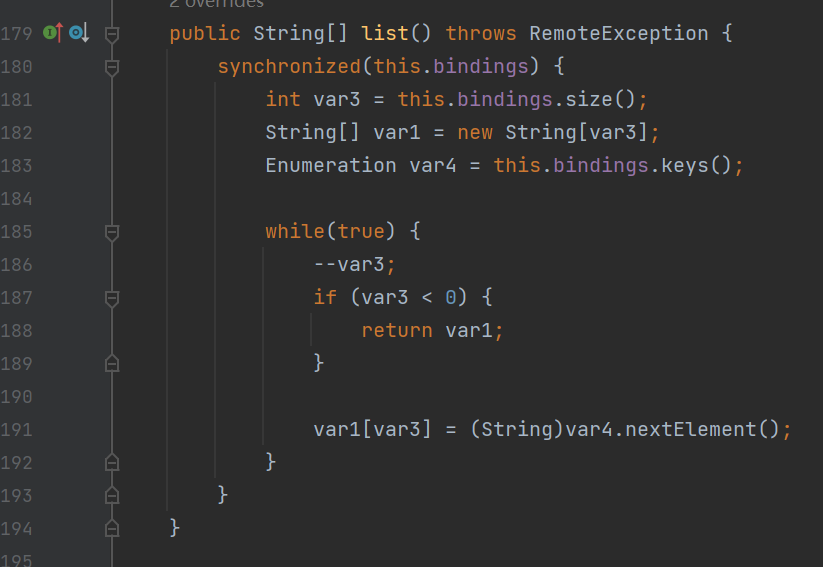 2 overrides
179 public String[] list() throws RemoteException {
180 synchronized(this.bindings) {
181 int var3 = this.bindings.size();
182 String[] var1 = new String[var3];
183 Enumeration var4 = this.bindings.keys();
184
185 while(true) {
186 --var3;
187 if (var3 < 0) {
188 return var1;
189 }
190
191 var1[var3] = (String)var4.nextElement();
192 }
193 }
194 }
195